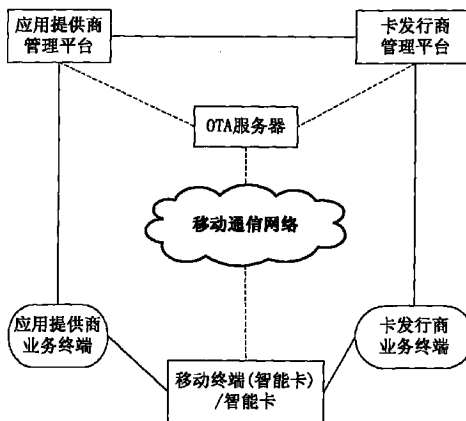 应用提供商
管理平台
卡发行商
管理平台
OTA服务器
移动通信网络
应用提供商
业务终端
卡发行商
业务终端
移动终端(智能卡)
/智能卡